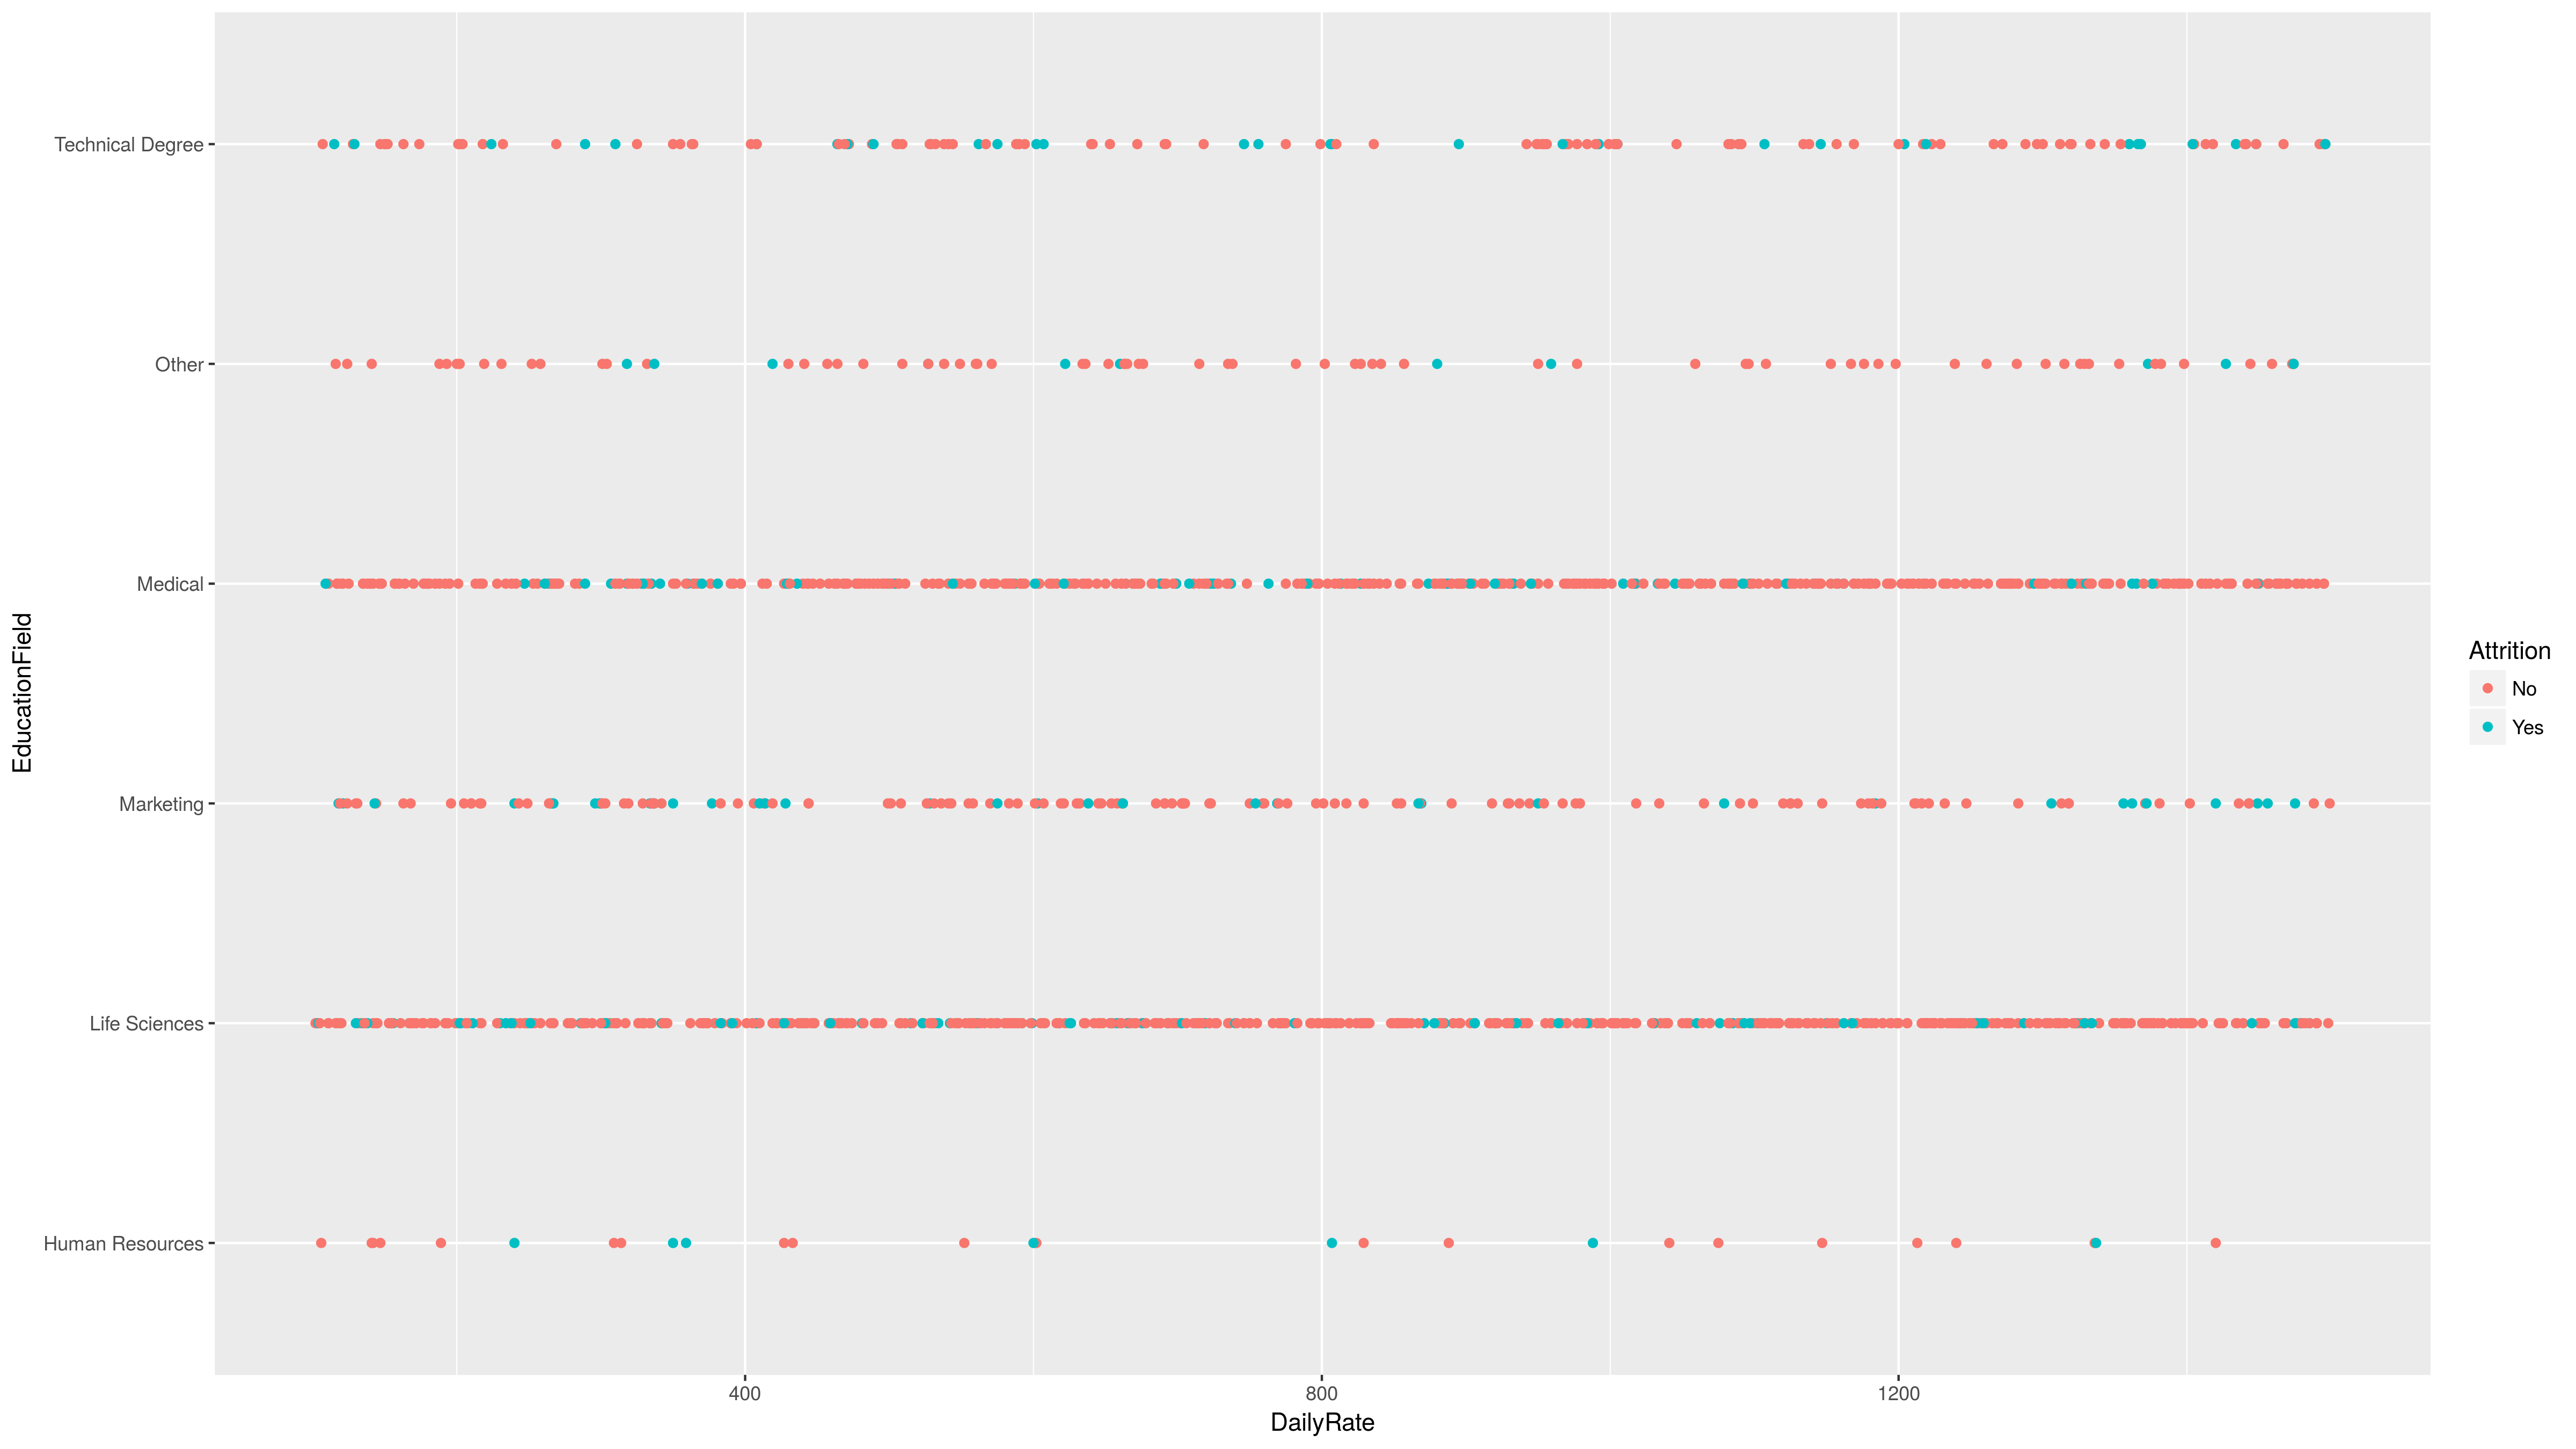 Technical Degree
Other
Medical
Marketing
Life Sciences
Human Resources
EducationField
400
800
1200
DailyRate
Attrition
No
Yes